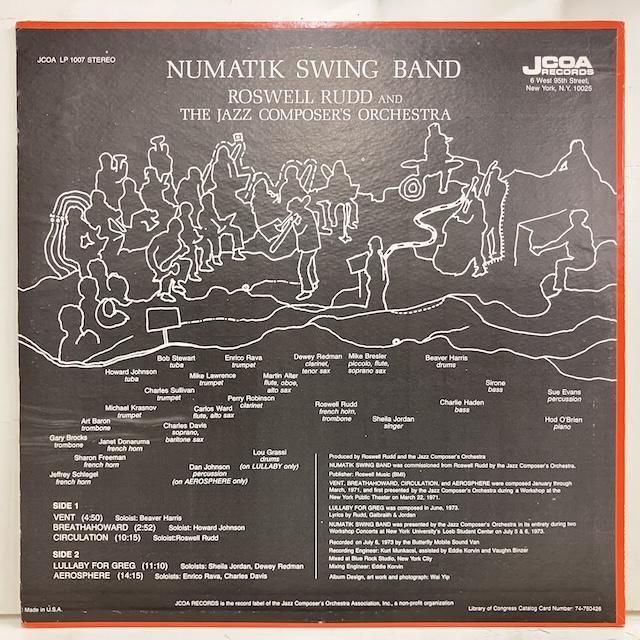 JCOA LP 1007 STEREO
NUMATIK SWING BAND
ROSWELL RUDD AND
THE JAZZ COMPOSER'S ORCHESTRA
JCOA
RECORDS
6 West 95th Street,
New York, N.Y. 10025
Bob Stewart
tuba
Enrico Rava
trumpet
Dewey Redman
clarinet,
tenor sax
Mike Bresler
piccolo, flute,
soprano sax
Beaver Harris
drums
Howard Johnson
tuba
Mike Lawrence
trumpet
Martin Alter
flute, oboe,
alto sax
Sirone
bass
Charles Sullivan
trumpet
Perry Robinson
clarinet
Sue Evans
percussion
Michael Krasnov
trumpet
Carlos Ward
flute, alto sax
Roswell Rudd
french horn,
trombone
Charlie Haden
bass
Art Baron
trombone
Charles Davis
soprano,
baritone sax
Sheila Jordan
singer
Hod O'Brien
piano
Gary Brocks
trombone
Janet Donaruma
french horn
Sharon Freeman
french horn
Lou Grassi
drums
(on LULLABY only)
Jeffrey Schlegel
french horn
Dan Johnson
percussion
(on AEROSPHERE only)
SIDE 1
VENT (4:50) Soloist: Beaver Harris
BREATHAHOWARD (2:52) Soloist: Howard Johnson
CIRCULATION (10:15) Soloist:Roswell Rudd
SIDE 2
LULLABY FOR GREG (11:10) Soloists: Sheila Jordan, Dewey Redman
AEROSPHERE (14:15) Soloists: Enrico Rava, Charles Davis
Produced by Roswell Rudd and the Jazz Composer's Orchestra
NUMATIK SWING BAND was commissioned from Roswell Rudd by the Jazz Composer's Orchestra.
Publisher: Roswell Music (BMI)
VENT, BREATHAHOWARD, CIRCULATION, and AEROSPHERE were composed January through
March, 1971, and first presented by the Jazz Composer's Orchestra during a Workshop at the
New York Public Theater on March 22, 1971.
LULLABY FOR GREG was composed in June, 1973.
Lyrics by Rudd, Galbraith & Jordan
NUMATIK SWING BAND was presented by the Jazz Composer's Orchestra in its entirety during two
Workshop Concerts at New York University's Loeb Student Center on July 5 & 6, 1973.
Recorded on July 6, 1973 by the Butterfly Mobile Sound Van
Recording Engineer: Kurt Munkacsi, assisted by Eddie Korvin and Vaughn Binzer
Mixed at Blue Rock Studio, New York City
Mixing Engineer: Eddie Korvin
Album Design, art work and photograph: Wai Yip
JCOA RECORDS is the record label of the Jazz Composer's Orchestra Association, Inc., a non-profit organization
Made in U.S.A.
Library of Congress Catalog Card Number: 74-750426